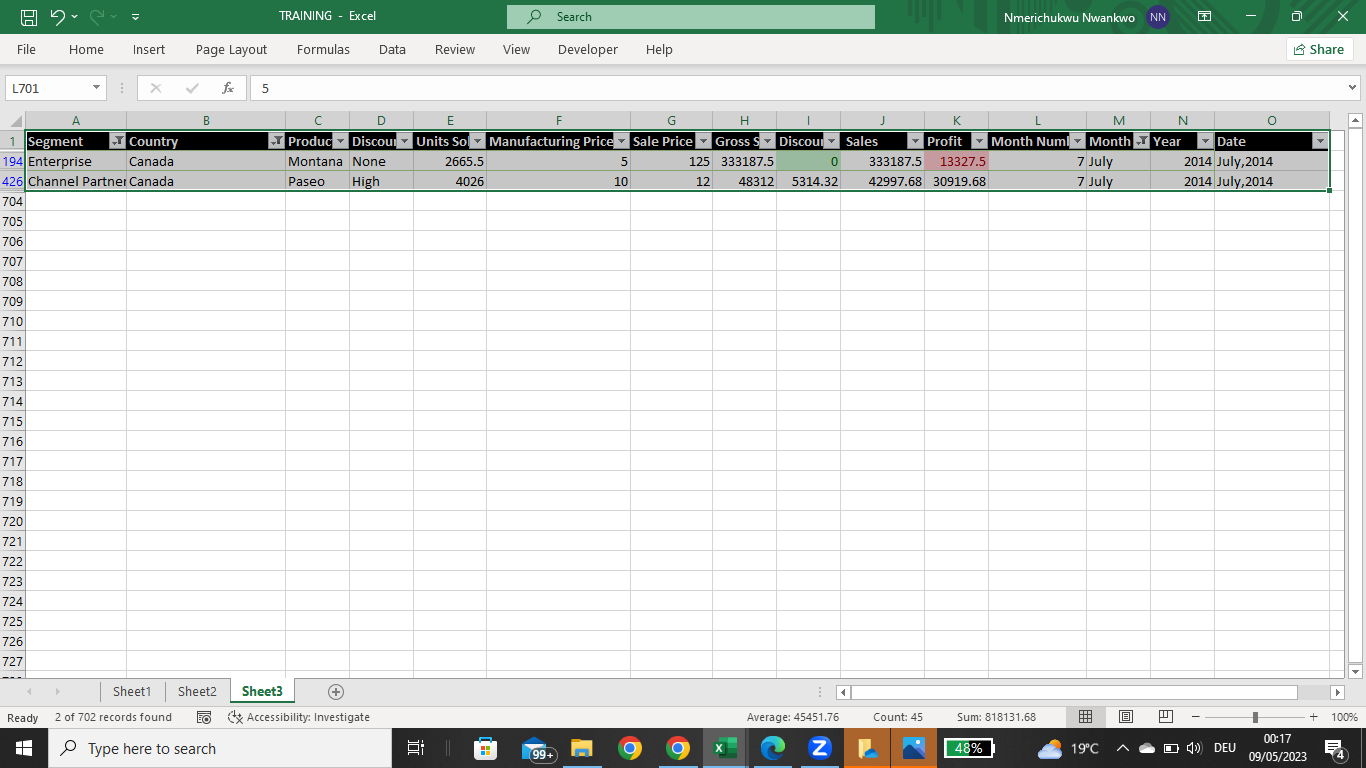 TRAINING - Excel
Search
Nmerichukwu Nwankwo NN
File Home Insert Page Layout Formulas Data Review View Developer Help Share
L701 fx 5
A B C D E F G H I J K L M N O
1 Segment Country Produc Discou Units So Manufacturing Price Sale Price Gross S Discou Sales Profit Month Num Month Year Date
194 Enterprise Canada Montana None 2665.5 5 125 333187.5 0 333187.5 13327.5 7 July 2014 July,2014
426 Channel Partner Canada Paseo High 4026 10 12 48312 5314.32 42997.68 30919.68 7 July 2014 July,2014
704
705
706
707
708
709
710
711
712
713
714
715
716
717
718
719
720
721
722
723
724
725
726
727
Sheet1 Sheet2 Sheet3
Ready 2 of 702 records found Accessibility: Investigate Average: 45451.76 Count: 45 Sum: 818131.68 100%
Type here to search 99+ 48% 19°C DEU 00:17
09/05/2023 4